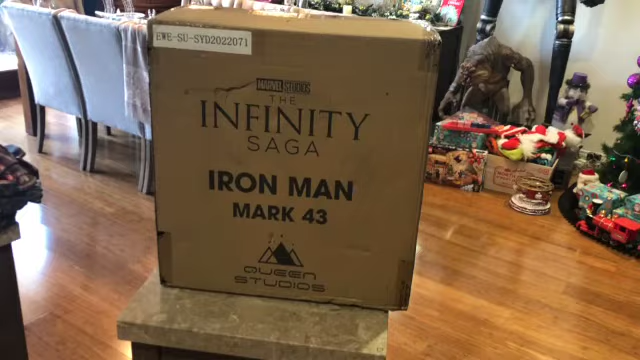 EWE-SU-SYD2022071
MARVEL STUDIOS
THE
INFINITY
SAGA
IRON MAN
MARK 43
QUEEN
STUDIOS